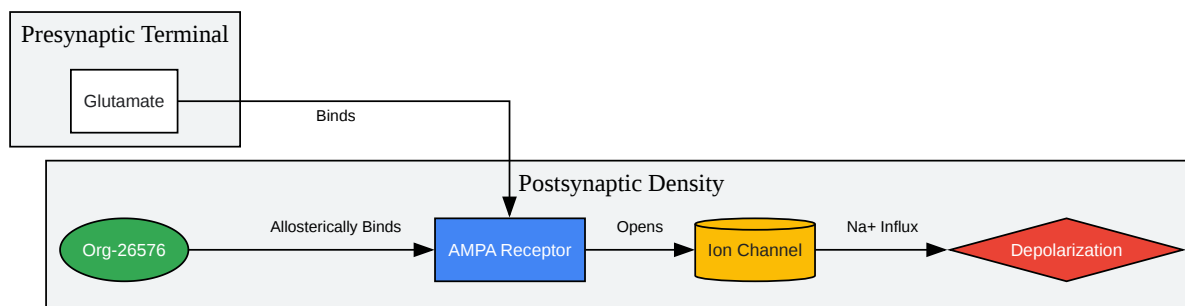 Presynaptic Terminal
Glutamate
Binds
Postsynaptic Density
Org-26576
Allosterically Binds
AMPA Receptor
Opens
Ion Channel
Na+ Influx
Depolarization